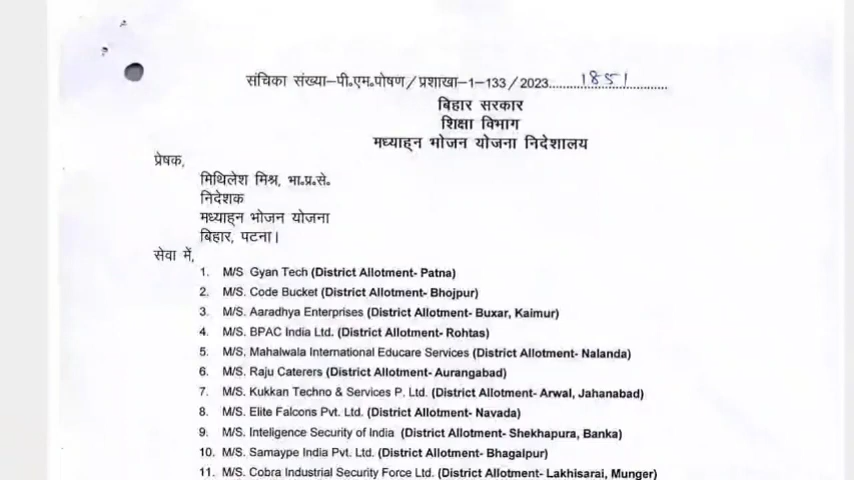 संचिका संख्या-पी०एम०पोषण/प्रशाखा-1-133/2023......1851......
बिहार सरकार
शिक्षा विभाग
मध्याह्न भोजन योजना निदेशालय
प्रेषक,
मिथिलेश मिश्र, भा०प्र०से०
निदेशक
मध्याह्न भोजन योजना
बिहार, पटना।
सेवा में,
1. M/S Gyan Tech (District Allotment- Patna)
2. M/S. Code Bucket (District Allotment- Bhojpur)
3. M/S. Aaradhya Enterprises (District Allotment- Buxar, Kaimur)
4. M/S. BPAC India Ltd. (District Allotment- Rohtas)
5. M/S. Mahalwala International Educare Services (District Allotment- Nalanda)
6. M/S. Raju Caterers (District Allotment- Aurangabad)
7. M/S. Kukkan Techno & Services P. Ltd. (District Allotment- Arwal, Jahanabad)
8. M/S. Elite Falcons Pvt. Ltd. (District Allotment- Navada)
9. M/S. Inteligence Security of India (District Allotment- Shekhapura, Banka)
10. M/S. Samaype India Pvt. Ltd. (District Allotment- Bhagalpur)
11. M/S. Cobra Industrial Security Force Ltd. (District Allotment- Lakhisarai, Munger)